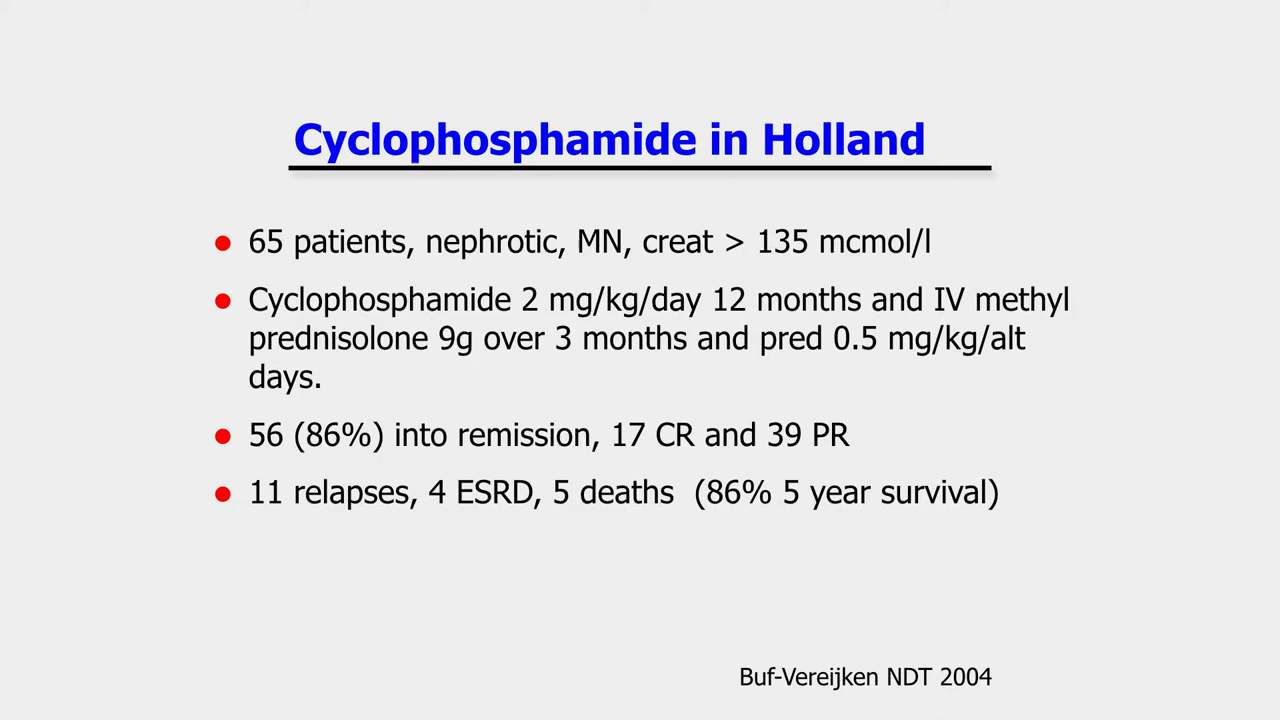 Cyclophosphamide in Holland
65 patients, nephrotic, MN, creat > 135 mcmol/l
Cyclophosphamide 2 mg/kg/day 12 months and IV methyl
prednisolone 9g over 3 months and pred 0.5 mg/kg/alt
days.
56 (86%) into remission, 17 CR and 39 PR
11 relapses, 4 ESRD, 5 deaths (86% 5 year survival)
Buf-Vereijken NDT 2004